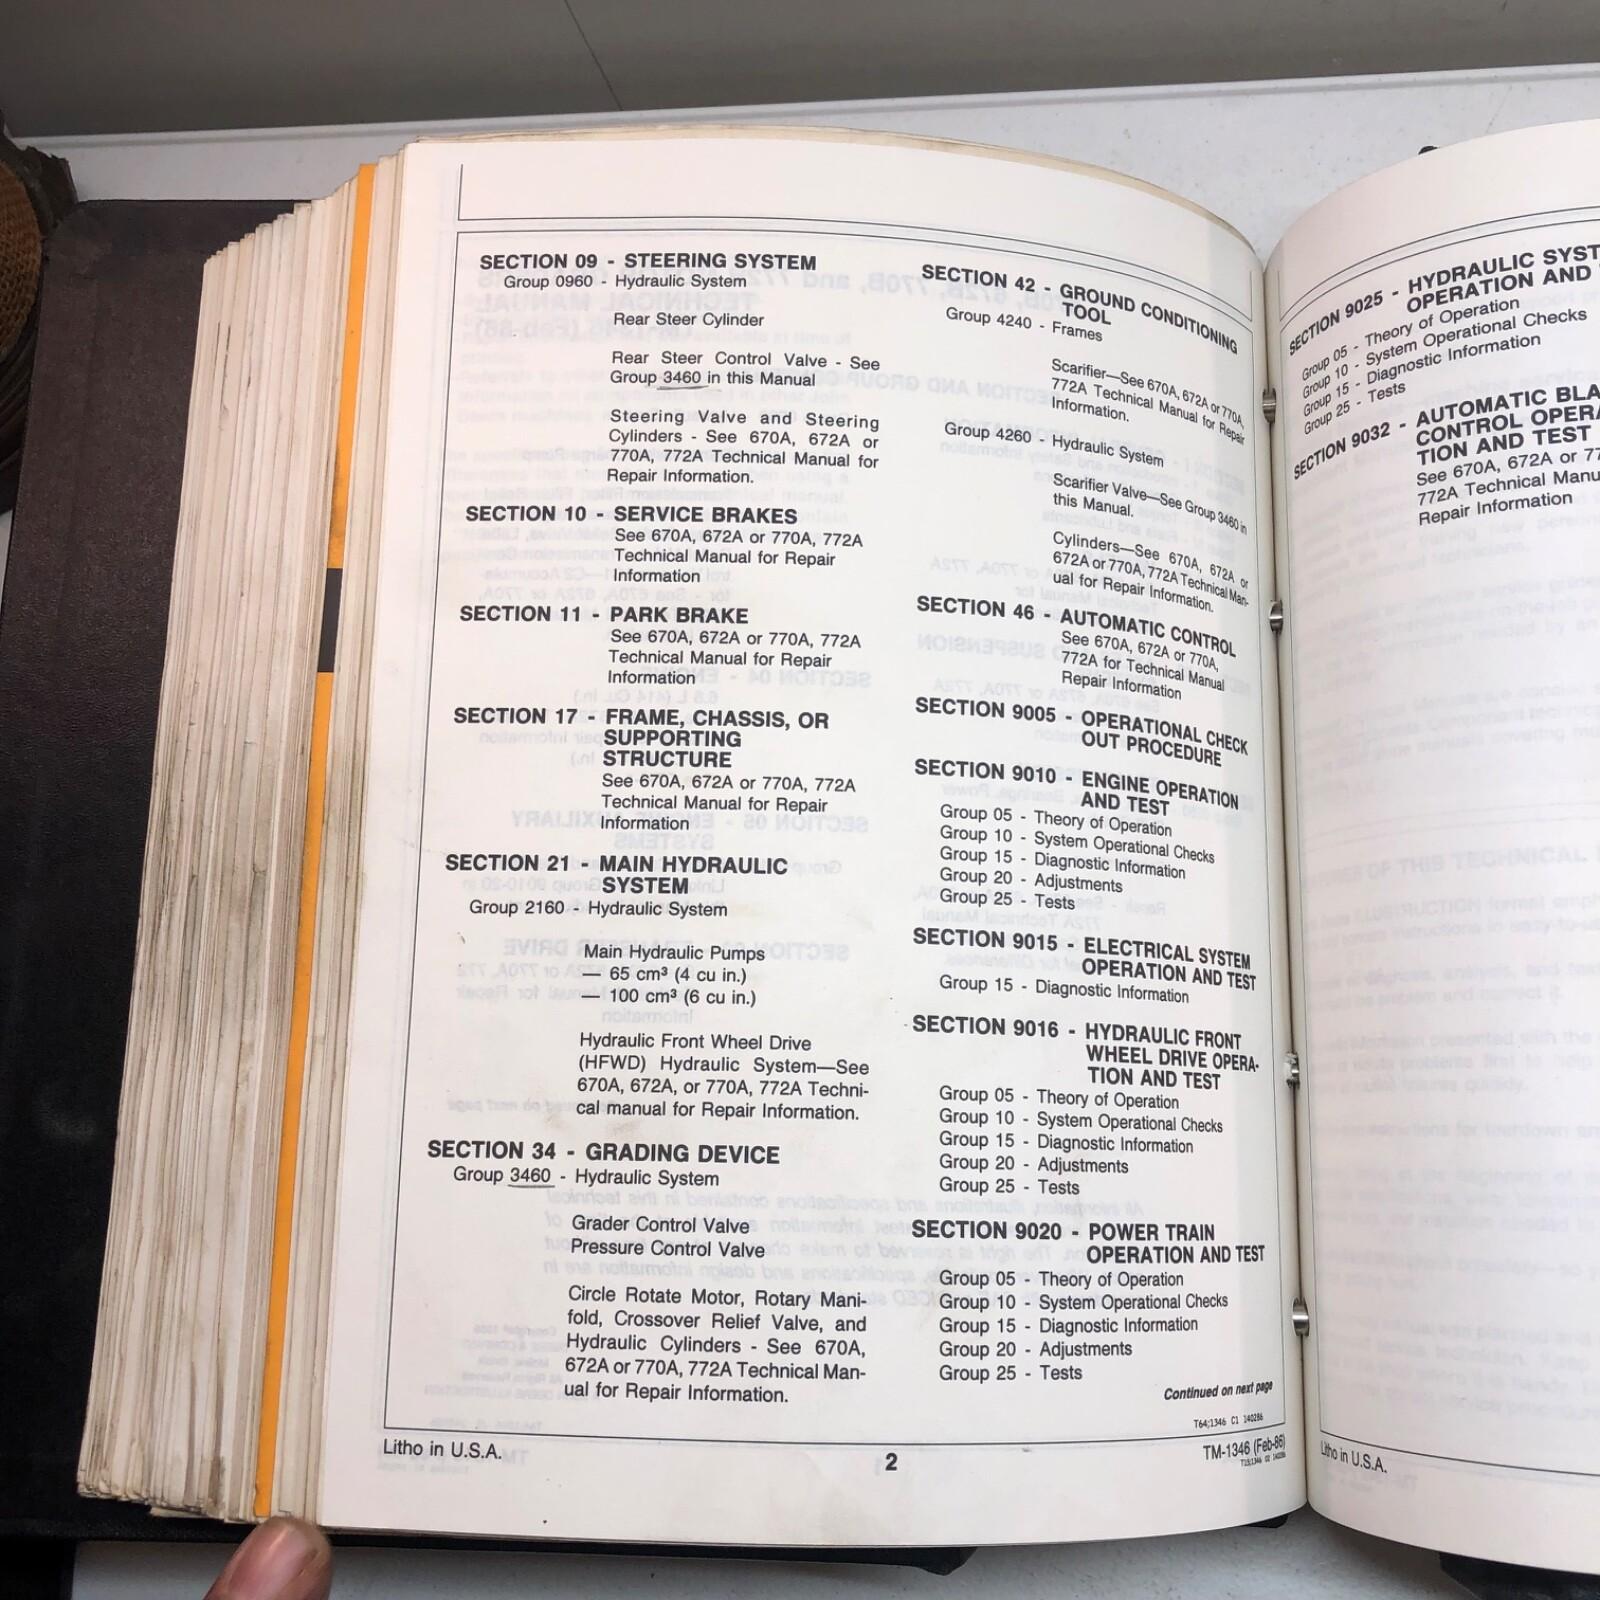 SECTION 09 - STEERING SYSTEM
Group 0960 - Hydraulic System
Rear Steer Cylinder
Rear Steer Control Valve - See
Group 3460 in this Manual
Steering Valve and Steering
Cylinders - See 670A, 672A or
770A, 772A Technical Manual for
Repair Information.
SECTION 10 - SERVICE BRAKES
See 670A, 672A or 770A, 772A
Technical Manual for Repair
Information
SECTION 11 - PARK BRAKE
See 670A, 672A or 770A, 772A
Technical Manual for Repair
Information
SECTION 17 - FRAME, CHASSIS, OR
SUPPORTING
STRUCTURE
See 670A, 672A or 770A, 772A
Technical Manual for Repair
Information
SECTION 21 - MAIN HYDRAULIC
SYSTEM
Group 2160 - Hydraulic System
Main Hydraulic Pumps
— 65 cm³ (4 cu in.)
— 100 cm³ (6 cu in.)
Hydraulic Front Wheel Drive
(HFWD) Hydraulic System—See
670A, 672A, or 770A, 772A Techni-
cal manual for Repair Information.
SECTION 34 - GRADING DEVICE
Group 3460 - Hydraulic System
Grader Control Valve
Pressure Control Valve
Circle Rotate Motor, Rotary Mani-
fold, Crossover Relief Valve, and
Hydraulic Cylinders - See 670A,
672A or 770A, 772A Technical Man-
ual for Repair Information.
SECTION 42 - GROUND CONDITIONING
TOOL
Group 4240 - Frames
Scarifier—See 670A, 672A or 770A,
772A Technical Manual for Repair
Information.
Group 4260 - Hydraulic System
Scarifier Valve—See Group 3460 in
this Manual.
Cylinders—See 670A, 672A or
672A or 770A, 772A Technical Man-
ual for Repair Information.
SECTION 46 - AUTOMATIC CONTROL
See 670A, 672A or 770A,
772A for Technical Manual
Repair Information
SECTION 9005 - OPERATIONAL CHECK
OUT PROCEDURE
SECTION 9010 - ENGINE OPERATION
AND TEST
Group 05 - Theory of Operation
Group 10 - System Operational Checks
Group 15 - Diagnostic Information
Group 20 - Adjustments
Group 25 - Tests
SECTION 9015 - ELECTRICAL SYSTEM
OPERATION AND TEST
Group 15 - Diagnostic Information
SECTION 9016 - HYDRAULIC FRONT
WHEEL DRIVE OPERA-
TION AND TEST
Group 05 - Theory of Operation
Group 10 - System Operational Checks
Group 15 - Diagnostic Information
Group 20 - Adjustments
Group 25 - Tests
SECTION 9020 - POWER TRAIN
OPERATION AND TEST
Group 05 - Theory of Operation
Group 10 - System Operational Checks
Group 15 - Diagnostic Information
Group 20 - Adjustments
Group 25 - Tests
Continued on next page
T64;1346 C1 140286
Litho in U.S.A.
2
TM-1346 (Feb-86)
SECTION 9025 - HYDRAULIC SYST
OPERATION AND
Group 05 - Theory of Operation
Group 10 - System Operational Checks
Group 15 - Diagnostic Information
Group 25 - Tests
SECTION 9032 - AUTOMATIC BLA
CONTROL OPERA
TION AND TEST
See 670A, 672A or 77
772A Technical Manu
Repair Information
Litho in U.S.A.